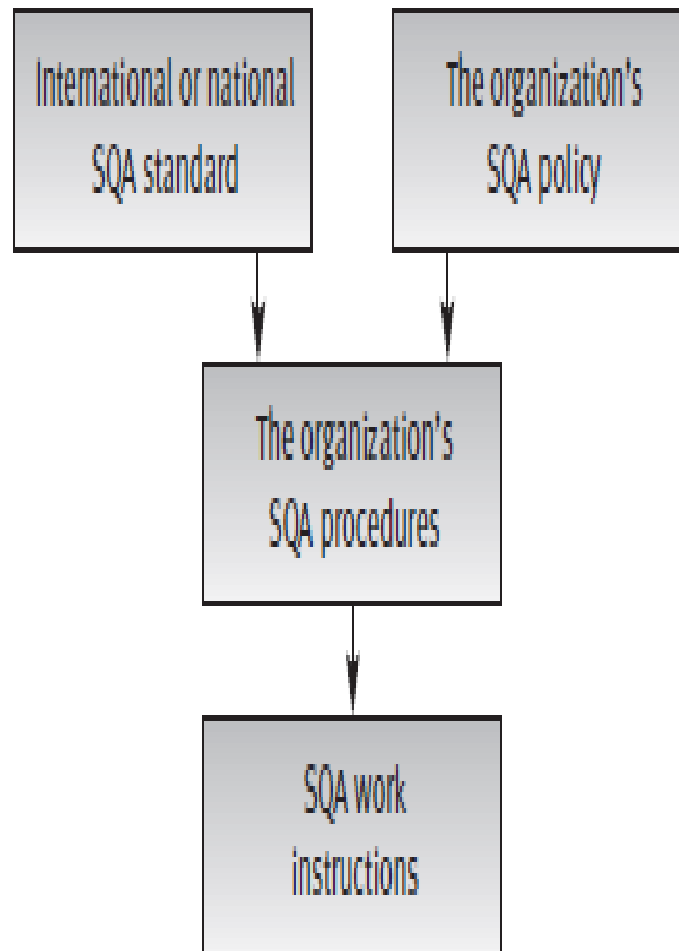 International or national
SQA standard
The organization's
SQA policy
The organization's
SQA procedures
SQA work
instructions